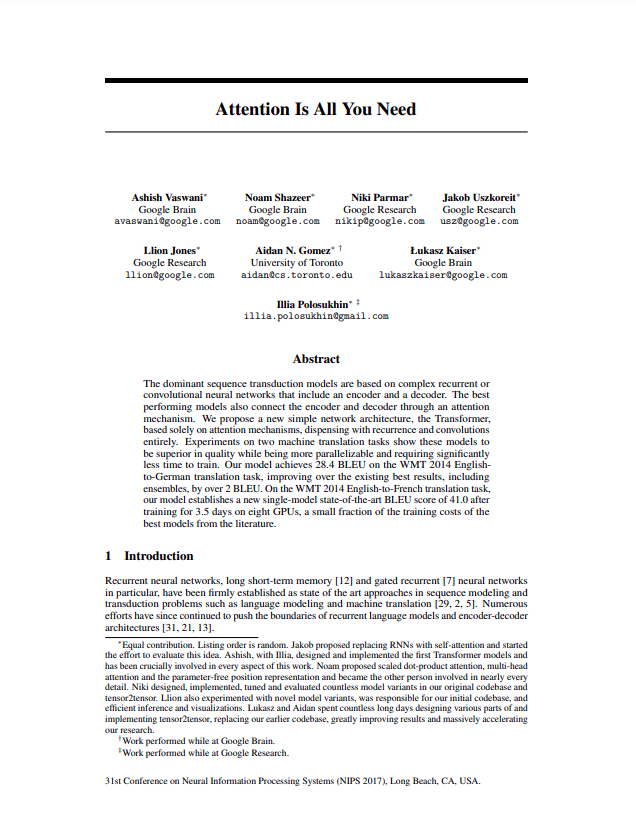 Attention Is All You Need
Ashish Vaswani*
Google Brain
avaswani@google.com
Noam Shazeer*
Google Brain
noam@google.com
Niki Parmar*
Google Research
nikip@google.com
Jakob Uszkoreit*
Google Research
usz@google.com
Llion Jones*
Google Research
llion@google.com
Aidan N. Gomez* †
University of Toronto
aidan@cs.toronto.edu
Łukasz Kaiser*
Google Brain
lukaszkaiser@google.com
Illia Polosukhin* ‡
illia.polosukhin@gmail.com
Abstract
The dominant sequence transduction models are based on complex recurrent or
convolutional neural networks that include an encoder and a decoder. The best
performing models also connect the encoder and decoder through an attention
mechanism. We propose a new simple network architecture, the Transformer,
based solely on attention mechanisms, dispensing with recurrence and convolutions
entirely. Experiments on two machine translation tasks show these models to
be superior in quality while being more parallelizable and requiring significantly
less time to train. Our model achieves 28.4 BLEU on the WMT 2014 English-
to-German translation task, improving over the existing best results, including
ensembles, by over 2 BLEU. On the WMT 2014 English-to-French translation task,
our model establishes a new single-model state-of-the-art BLEU score of 41.0 after
training for 3.5 days on eight GPUs, a small fraction of the training costs of the
best models from the literature.
1 Introduction
Recurrent neural networks, long short-term memory [12] and gated recurrent [7] neural networks
in particular, have been firmly established as state of the art approaches in sequence modeling and
transduction problems such as language modeling and machine translation [29, 2, 5]. Numerous
efforts have since continued to push the boundaries of recurrent language models and encoder-decoder
architectures [31, 21, 13].
*Equal contribution. Listing order is random. Jakob proposed replacing RNNs with self-attention and started
the effort to evaluate this idea. Ashish, with Illia, designed and implemented the first Transformer models and
has been crucially involved in every aspect of this work. Noam proposed scaled dot-product attention, multi-head
attention and the parameter-free position representation and became the other person involved in nearly every
detail. Niki designed, implemented, tuned and evaluated countless model variants in our original codebase and
tensor2tensor. Llion also experimented with novel model variants, was responsible for our initial codebase, and
efficient inference and visualizations. Lukasz and Aidan spent countless long days designing various parts of and
implementing tensor2tensor, replacing our earlier codebase, greatly improving results and massively accelerating
our research.
†Work performed while at Google Brain.
‡Work performed while at Google Research.
31st Conference on Neural Information Processing Systems (NIPS 2017), Long Beach, CA, USA.